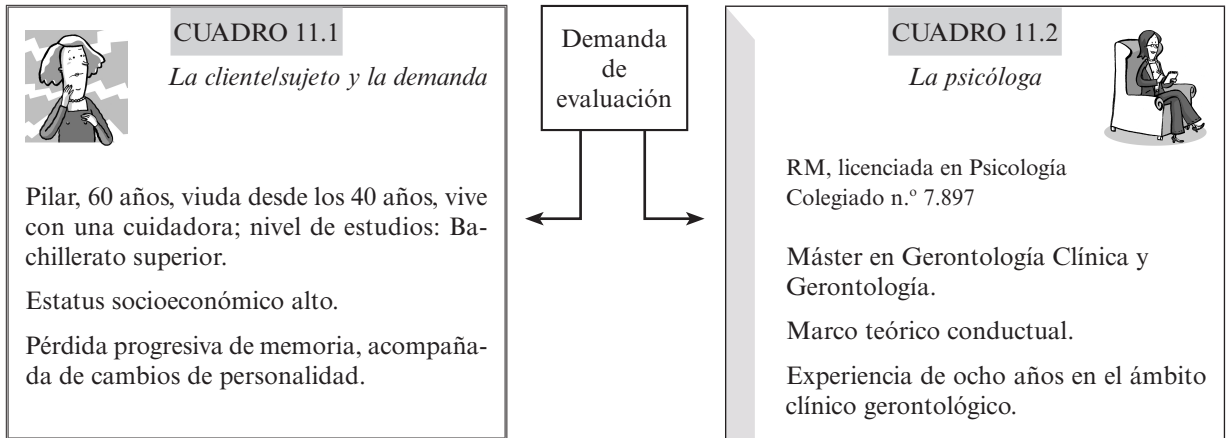 CUADRO 11.1
La cliente/sujeto y la demanda
Pilar, 60 años, viuda desde los 40 años, vive
con una cuidadora; nivel de estudios: Ba-
chillerato superior.
Estatus socioeconómico alto.
Pérdida progresiva de memoria, acompaña-
da de cambios de personalidad.
Demanda
de
evaluación
CUADRO 11.2
La psicóloga
RM, licenciada en Psicología
Colegiado n.º 7.897
Máster en Gerontología Clínica y
Gerontología.
Marco teórico conductual.
Experiencia de ocho años en el ámbito
clínico gerontológico.